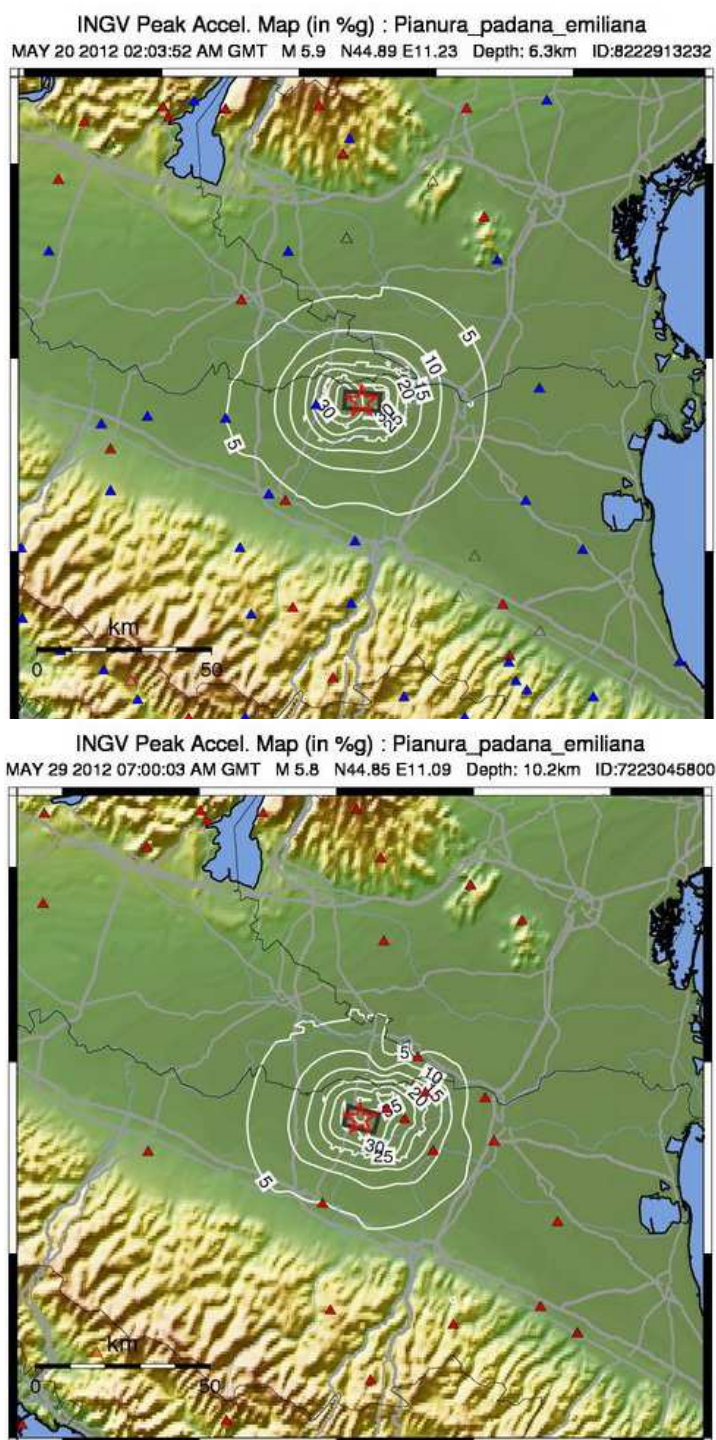 INGV Peak Accel. Map (in %g) : Pianura_padana_emiliana
MAY 20 2012 02:03:52 AM GMT M 5.9 N44.89 E11.23 Depth: 6.3km ID:8222913232
5
10
15
20
30
5
km
0 50
INGV Peak Accel. Map (in %g) : Pianura_padana_emiliana
MAY 29 2012 07:00:03 AM GMT M 5.8 N44.85 E11.09 Depth: 10.2km ID:7223045800
5
10
15
20
35
30
25
5
km
0 50